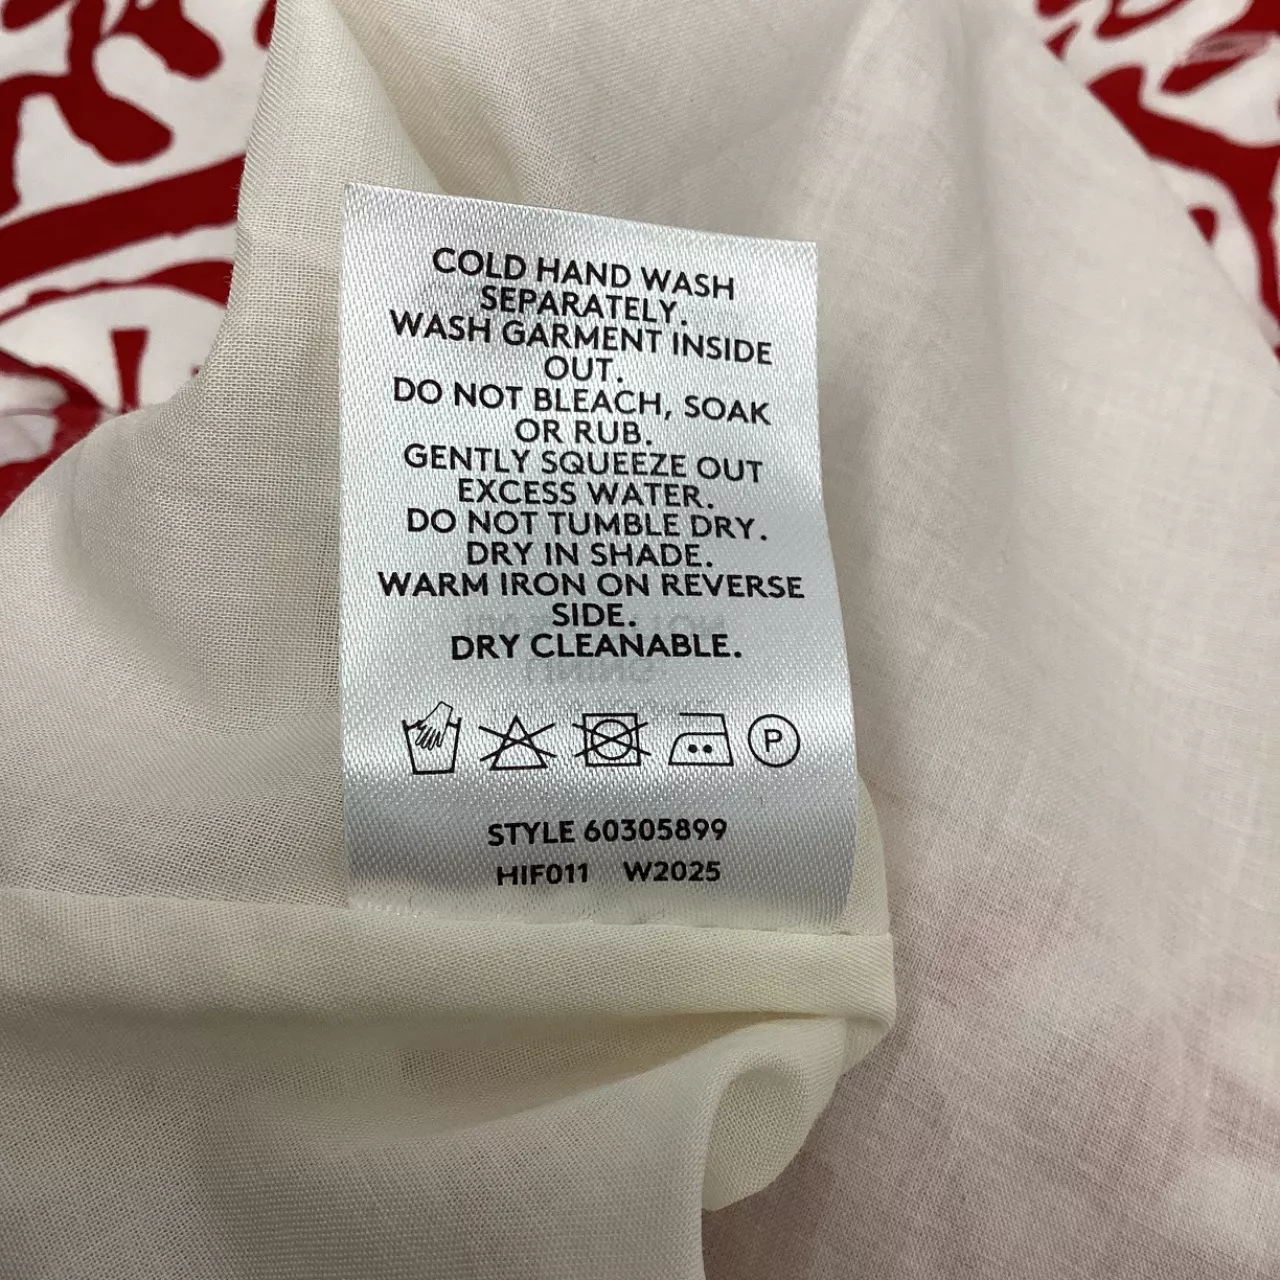 COLD HAND WASH
SEPARATELY.
WASH GARMENT INSIDE
OUT.
DO NOT BLEACH, SOAK
OR RUB.
GENTLY SQUEEZE OUT
EXCESS WATER.
DO NOT TUMBLE DRY.
DRY IN SHADE.
WARM IRON ON REVERSE
SIDE.
DRY CLEANABLE.
P
STYLE 60305899
HIF011 W2025